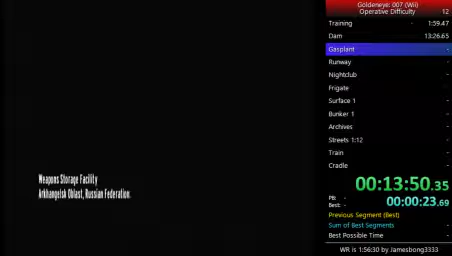 Weapons Storage Facility
Arkhangelsk Oblast, Russian Federation.
Goldeneye: 007 (Wii)
Operative Difficulty 12
Training - 1:59.47
Dam 13:26.65
Gasplant -
Runway -
Nightclub -
Frigate -
Surface 1 -
Bunker 1 -
Archives -
Streets 1:12 -
Train -
Cradle -
00:13:50.35
PB: -
Best: - 00:00:23.69
Previous Segment (Best)
Sum of Best Segments -
Best Possible Time -
WR is 1:56:30 by Jamesbong3333